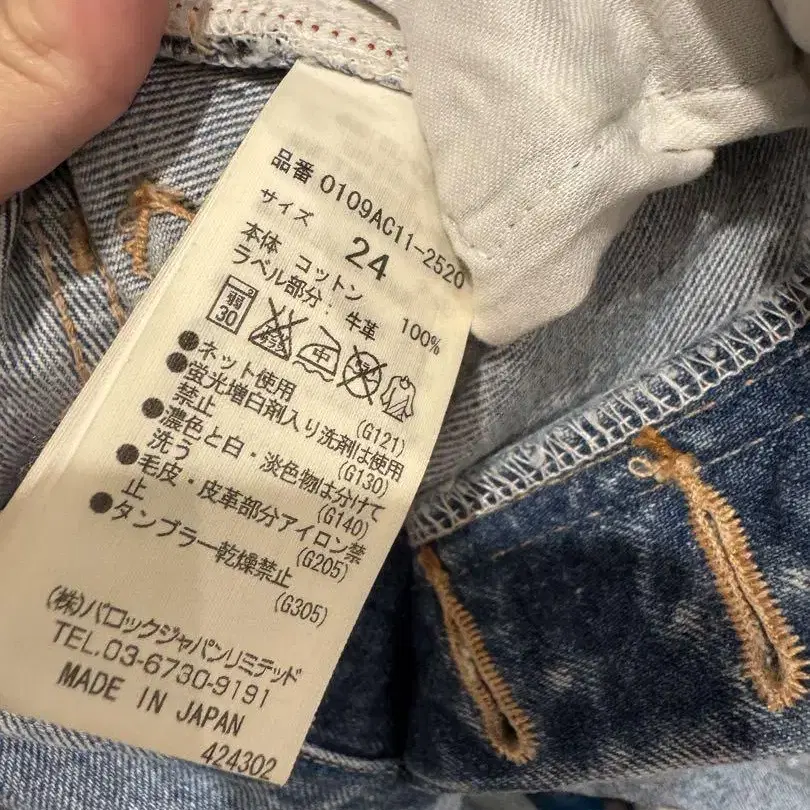 品番 0109AC11-2520
サイズ
24
本体 コットン 100%
ラベル部分: 牛革
弱
30
中
●ネット使用 (G121)
●蛍光増白剤入り洗剤は使用
禁止 (G130)
●濃色と白・淡色物は分けて
洗う (G140)
●毛皮・皮革部分アイロン禁
止 (G205)
●タンブラー乾燥禁止
(G305)
(株)バロックジャパンリミテッド
TEL.03-6730-9191
MADE IN JAPAN
424302